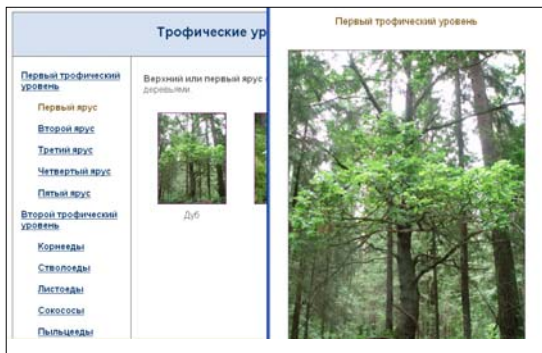 Трофические ур
Первый трофический
уровень
Первый ярус
Второй ярус
Третий ярус
Четвертый ярус
Пятый ярус
Второй трофический
уровень
Корнееды
Стволоеды
Листоеды
Сокососы
Пыльцееды
Верхний или первый ярус
деревьями
Дуб
Первый трофический уровень